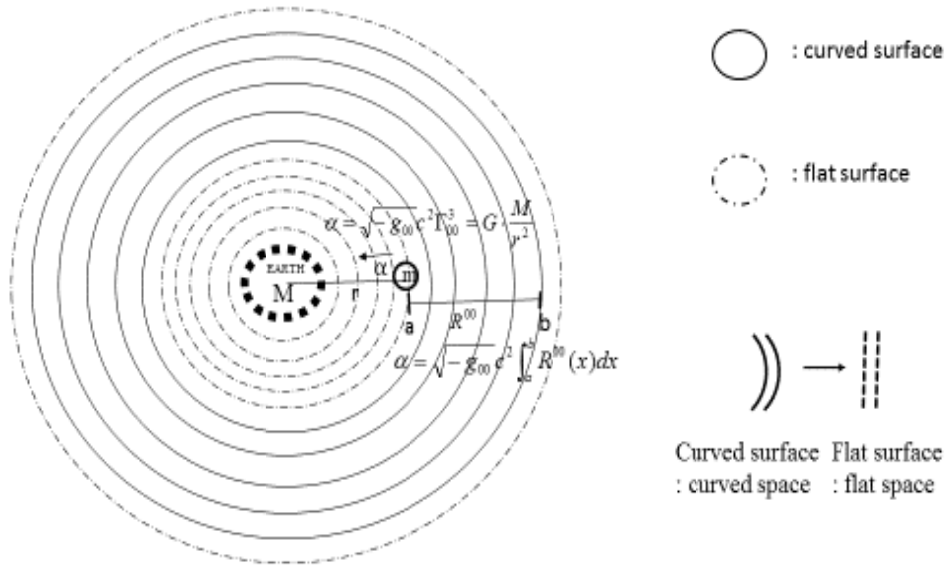 : curved surface
: flat surface
α = √−g₀₀ c² Γ³₀₀ = G · M/r²
EARTH
M
r
α
m
a
R⁰⁰
b
α = √−g₀₀ c² ∫ₐᵇ R⁰⁰(x)dx
Curved surface Flat surface
: curved space : flat space